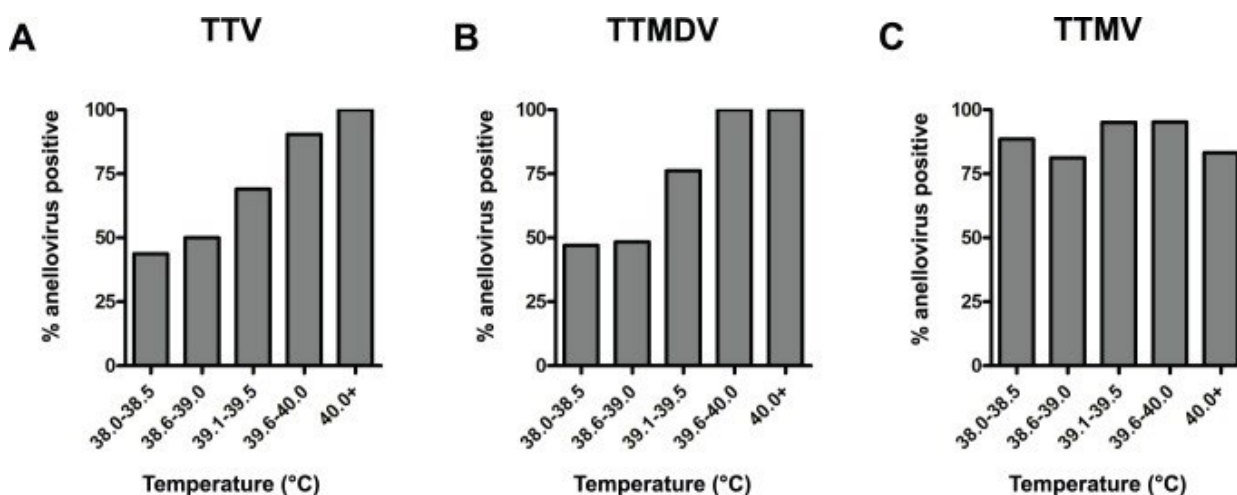 A
TTV
% anellovirus positive
100
75
50
25
0
38.0-38.5
38.6-39.0
39.1-39.5
39.6-40.0
40.0+
Temperature (°C)
B
TTMDV
% anellovirus positive
100
75
50
25
0
38.0-38.5
38.6-39.0
39.1-39.5
39.6-40.0
40.0+
Temperature (°C)
C
TTMV
% anellovirus positive
100
75
50
25
0
38.0-38.5
38.6-39.0
39.1-39.5
39.6-40.0
40.0+
Temperature (°C)